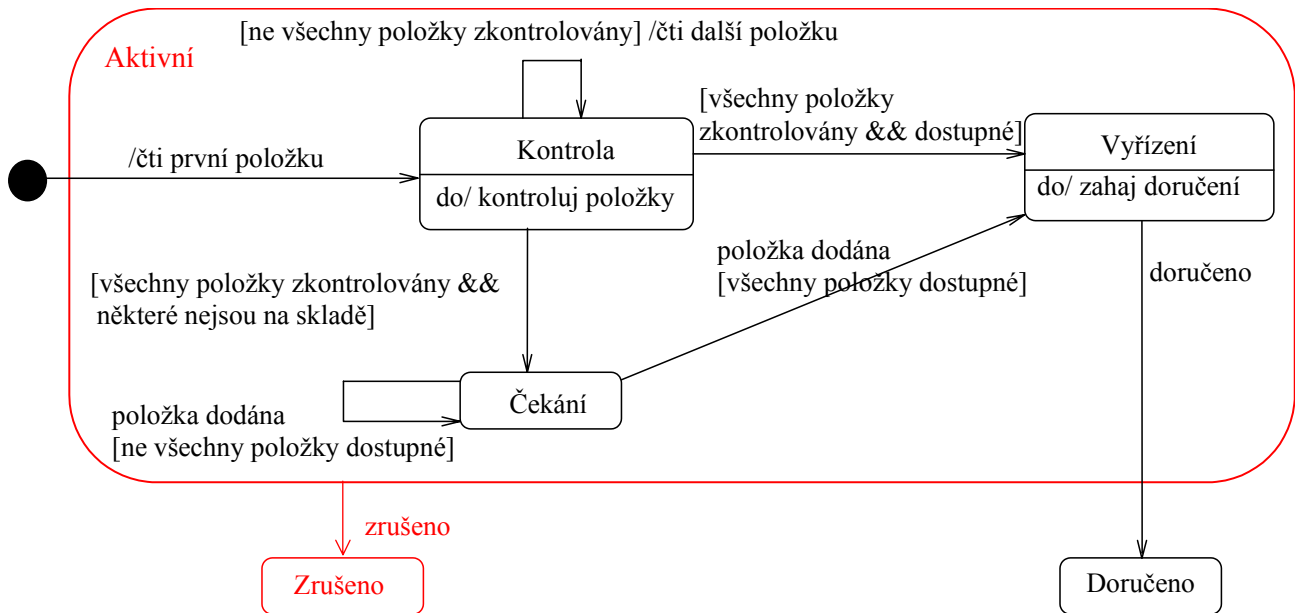 [ne všechny položky zkontrolovány] /čti další položku
Aktivní
[všechny položky
zkontrolovány && dostupné]
/čti první položku
Kontrola
do/ kontroluj položky
Vyřízení
do/ zahaj doručení
položka dodána
[všechny položky dostupné]
doručeno
[všechny položky zkontrolovány &&
některé nejsou na skladě]
Čekání
položka dodána
[ne všechny položky dostupné]
zrušeno
Zrušeno
Doručeno